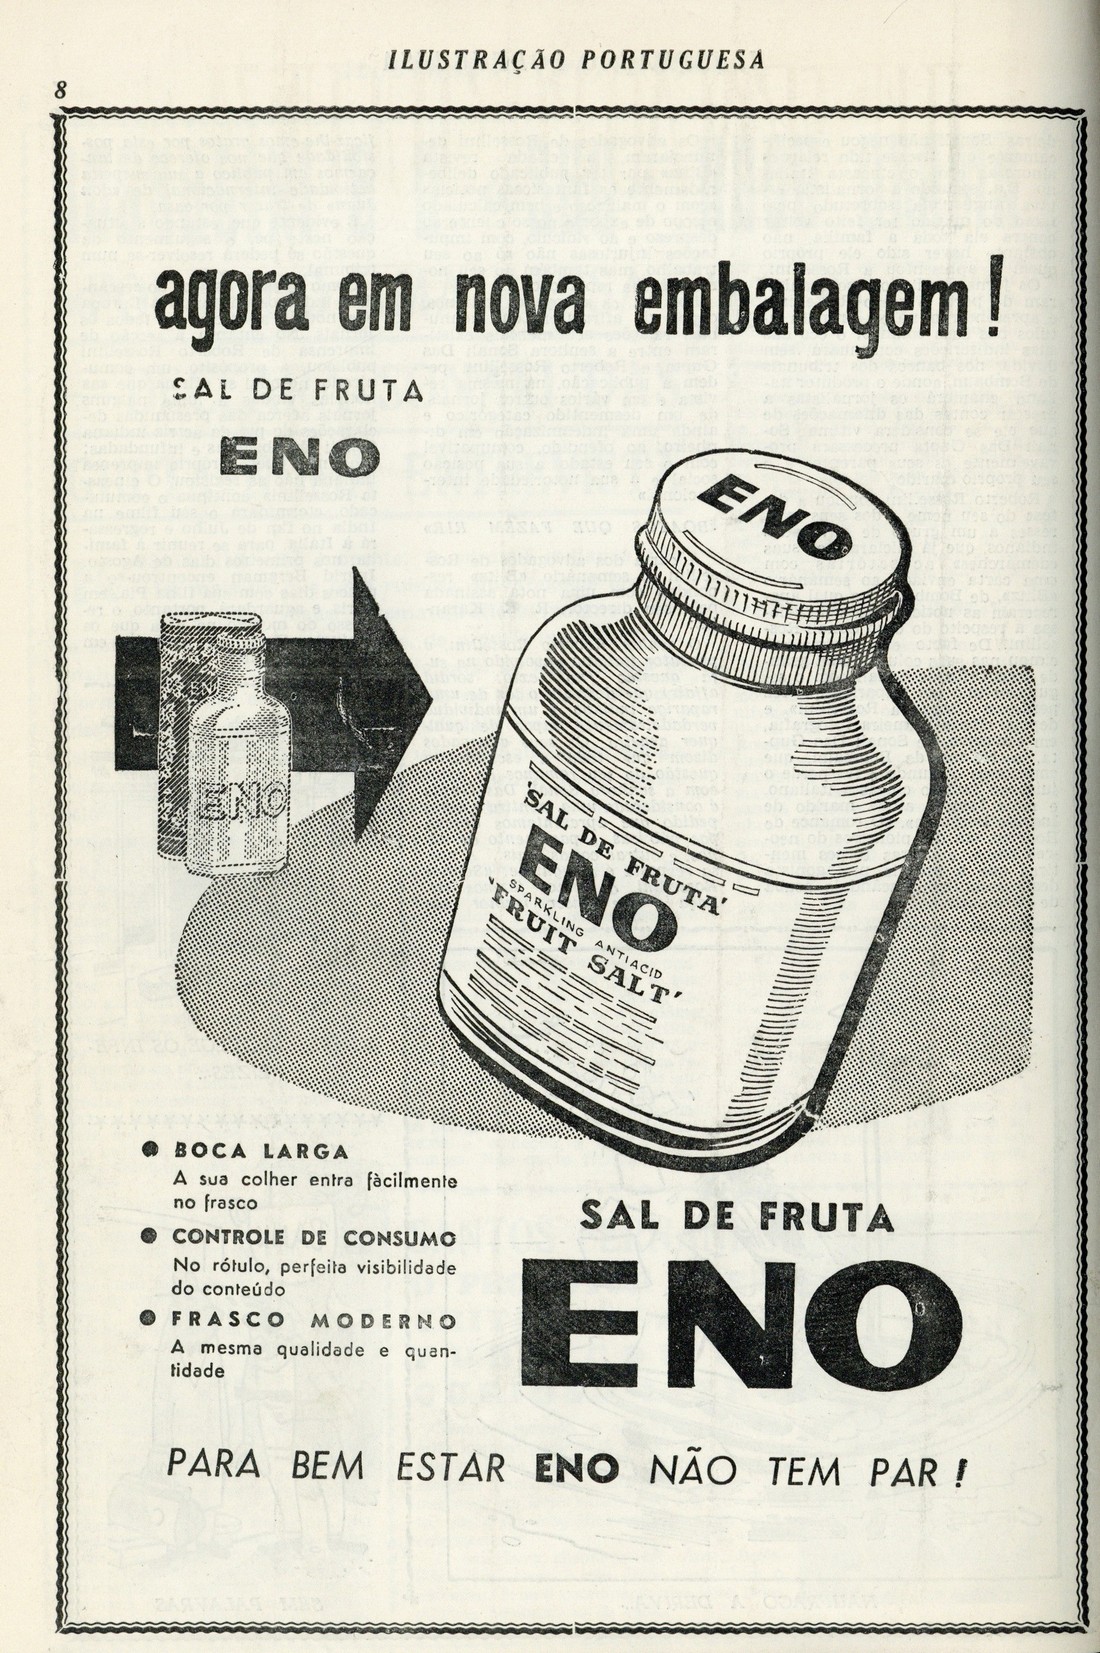 ILUSTRAÇÃO PORTUGUESA
8
agora em nova embalagem!
SAL DE FRUTA
ENO
ENO
EN
ENO
'SAL DE FRUTA'
ENO
SPARKLING ANTIACID
'FRUIT SALT'
● BOCA LARGA
A sua colher entra fàcilmente
no frasco
● CONTROLE DE CONSUMO
No rótulo, perfeita visibilidade
do conteúdo
● FRASCO MODERNO
A mesma qualidade e quan-
tidade
SAL DE FRUTA
ENO
PARA BEM ESTAR ENO NÃO TEM PAR!